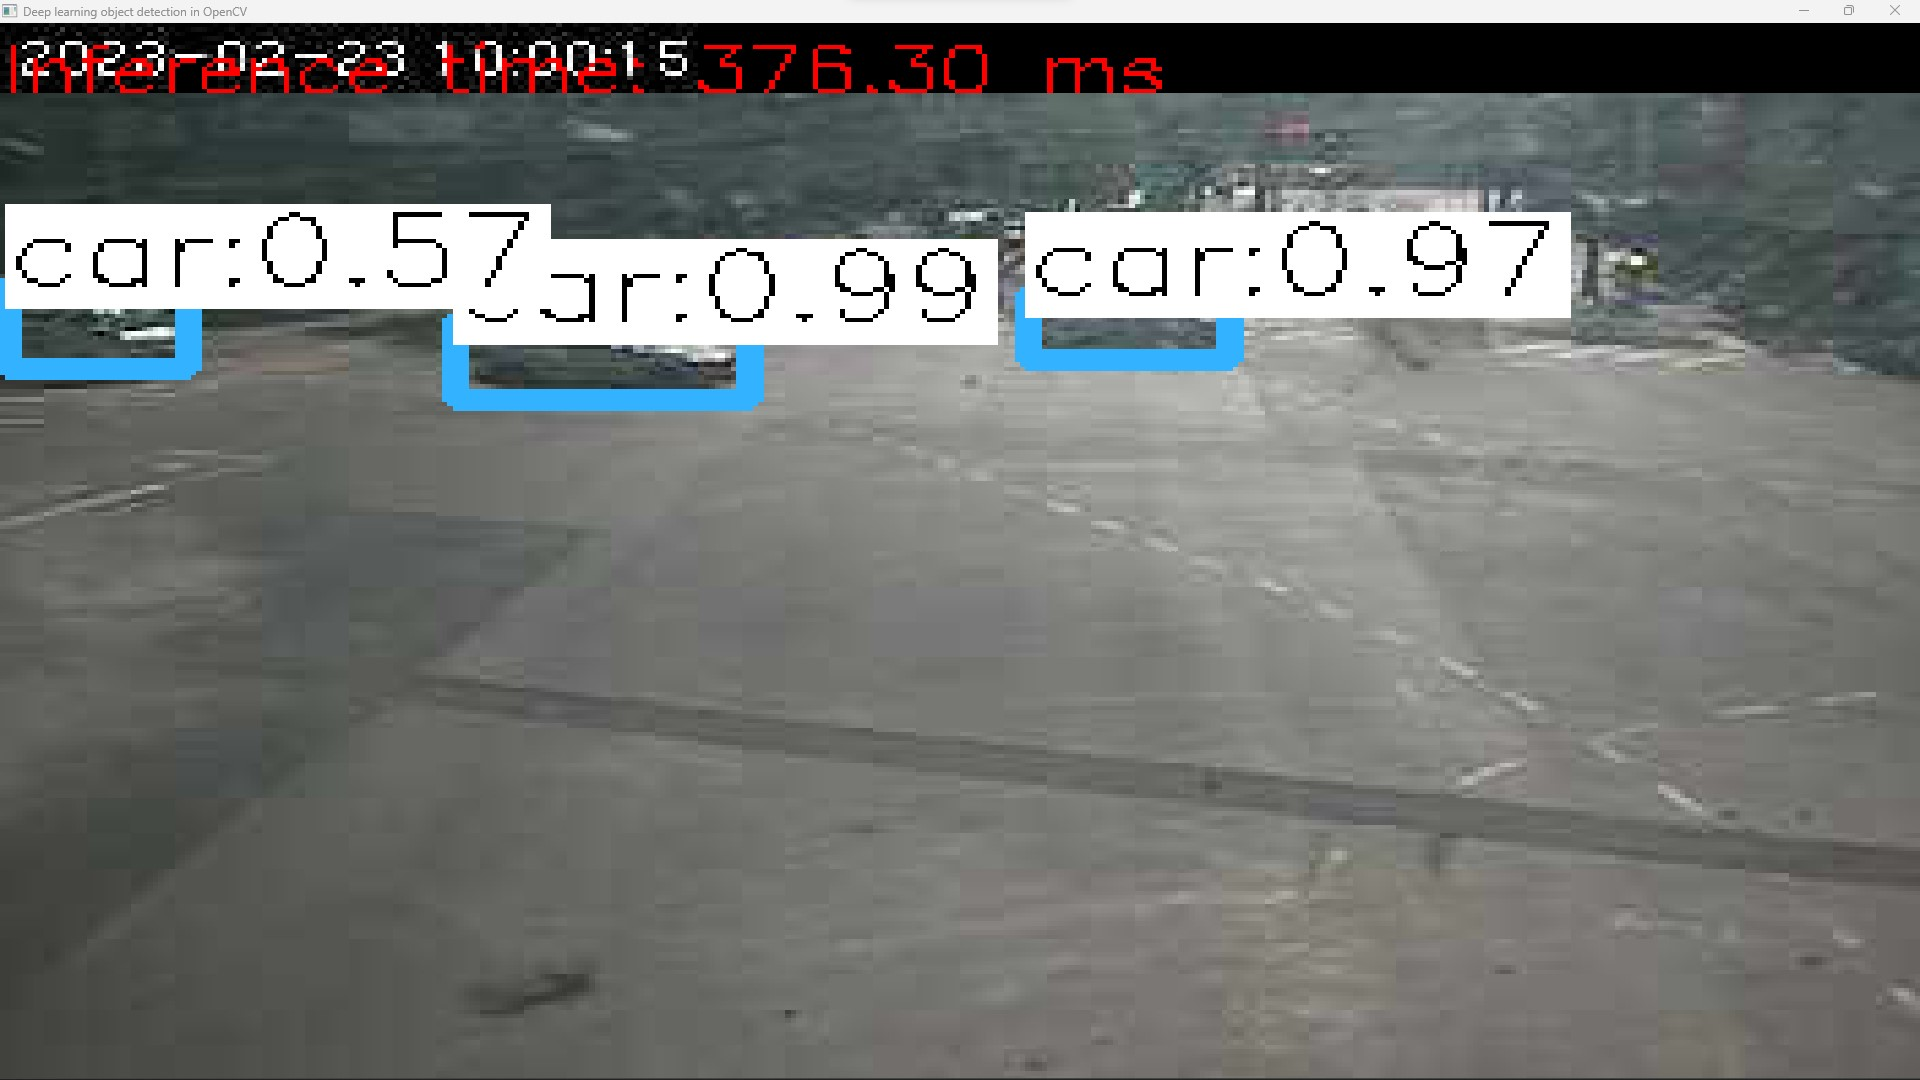 Deep learning object detection in OpenCV
2023-02-23 10:00:15
Inference time: 376.30 ms
car:0.57
car:0.99
car:0.97